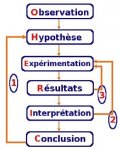 Observation
Hypothèse
Expérimentation
Résultats
Interprétation
Conclusion
1
3
2